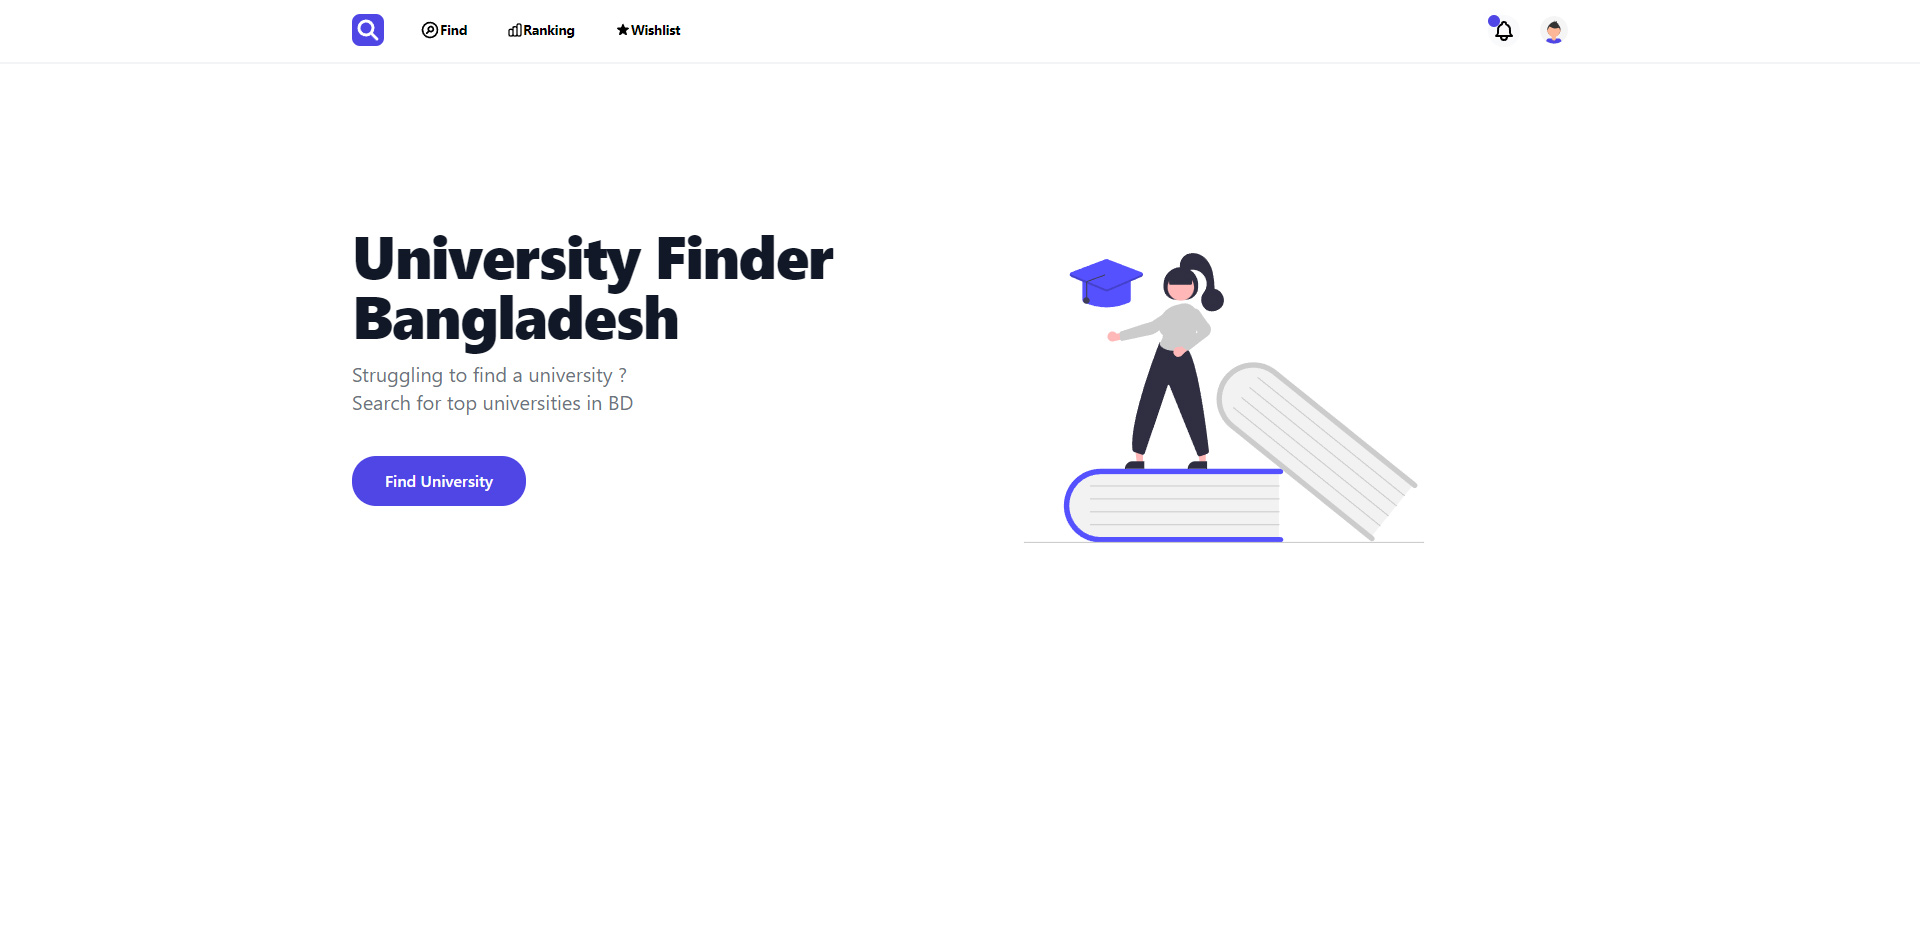 Find
Ranking
Wishlist
University Finder
Bangladesh
Struggling to find a university ?
Search for top universities in BD
Find University